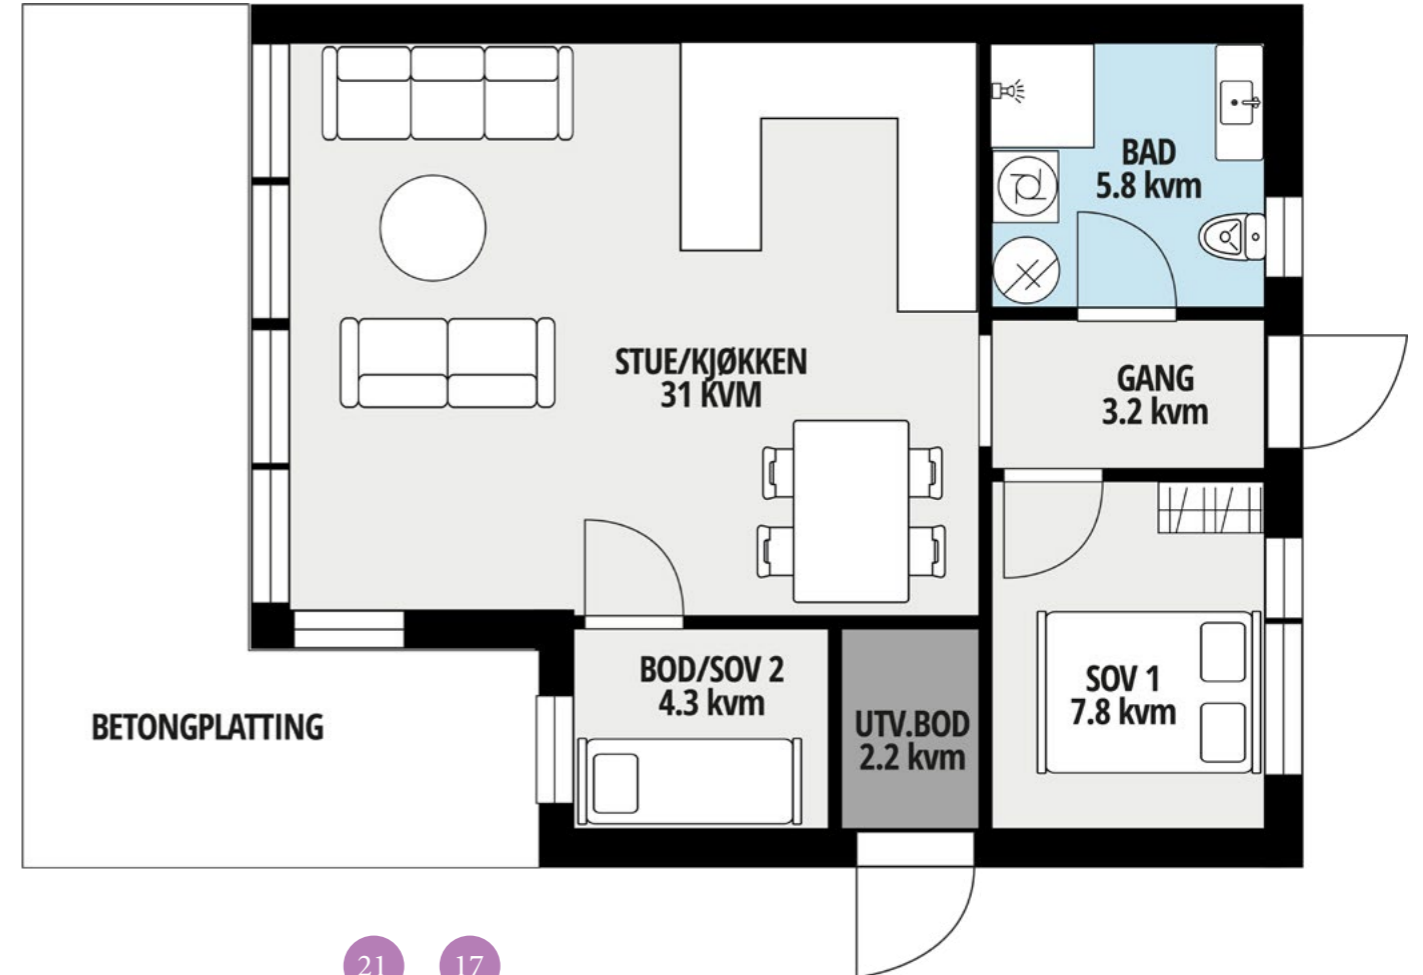 BAD
5.8 kvm
STUE/KJØKKEN
31 KVM
GANG
3.2 kvm
BOD/SOV 2
4.3 kvm
SOV 1
7.8 kvm
UTV.BOD
2.2 kvm
BETONGPLATTING
21
17